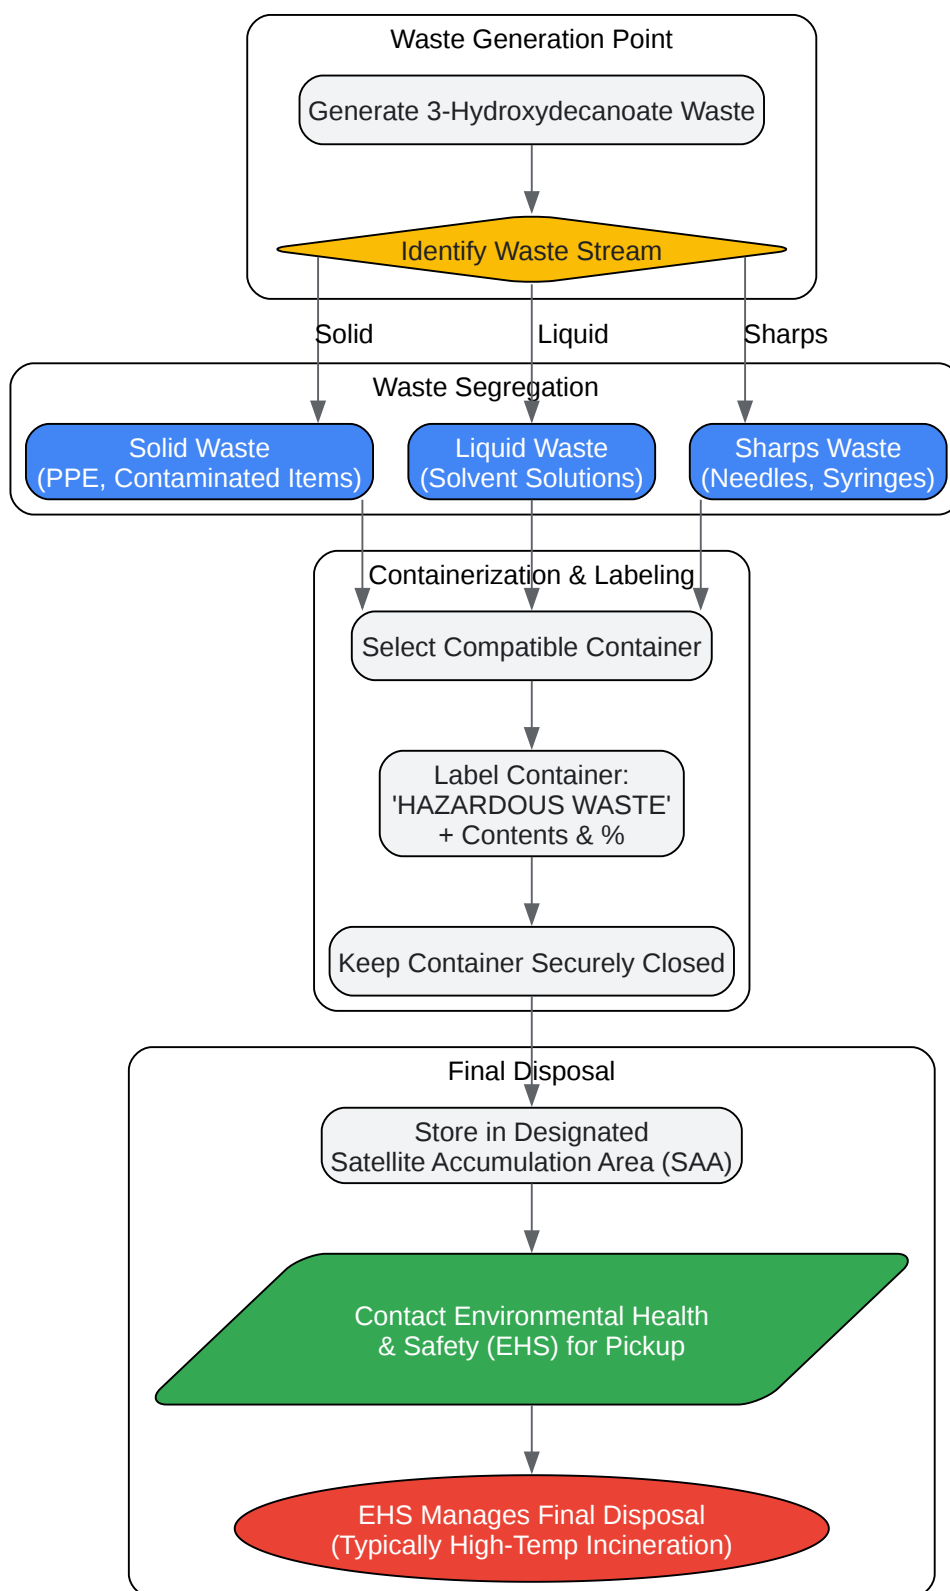 Waste Generation Point
Generate 3-Hydroxydecanoate Waste
Identify Waste Stream
Solid
Liquid
Sharps
Waste Segregation
Solid Waste
(PPE, Contaminated Items)
Liquid Waste
(Solvent Solutions)
Sharps Waste
(Needles, Syringes)
Containerization & Labeling
Select Compatible Container
Label Container:
'HAZARDOUS WASTE'
+ Contents & %
Keep Container Securely Closed
Final Disposal
Store in Designated
Satellite Accumulation Area (SAA)
Contact Environmental Health
& Safety (EHS) for Pickup
EHS Manages Final Disposal
(Typically High-Temp Incineration)